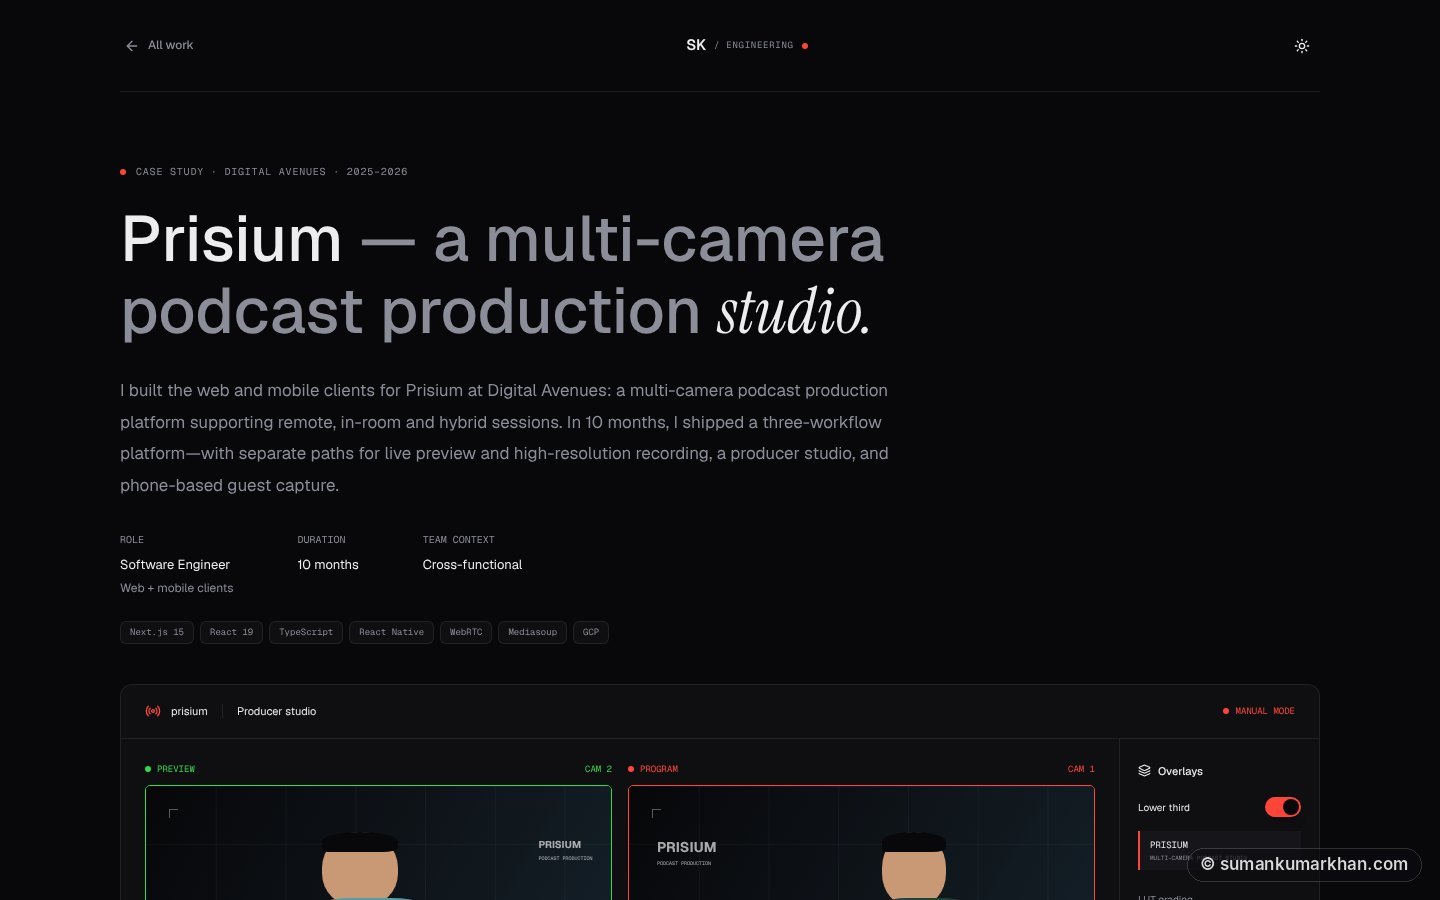 All work
SK / ENGINEERING
CASE STUDY · DIGITAL AVENUES · 2025–2026
Prisium — a multi-camera
podcast production studio.
I built the web and mobile clients for Prisium at Digital Avenues: a multi-camera podcast production
platform supporting remote, in-room and hybrid sessions. In 10 months, I shipped a three-workflow
platform—with separate paths for live preview and high-resolution recording, a producer studio, and
phone-based guest capture.
ROLE DURATION TEAM CONTEXT
Software Engineer 10 months Cross-functional
Web + mobile clients
Next.js 15 React 19 TypeScript React Native WebRTC Mediasoup GCP
prisium Producer studio MANUAL MODE
PREVIEW CAM 2 PROGRAM CAM 1
Overlays
Lower third
PRISIUM
PODCAST PRODUCTION
PRISIUM
PODCAST PRODUCTION
PRISIUM
MULTI-CAMERA
© sumankumarkhan.com